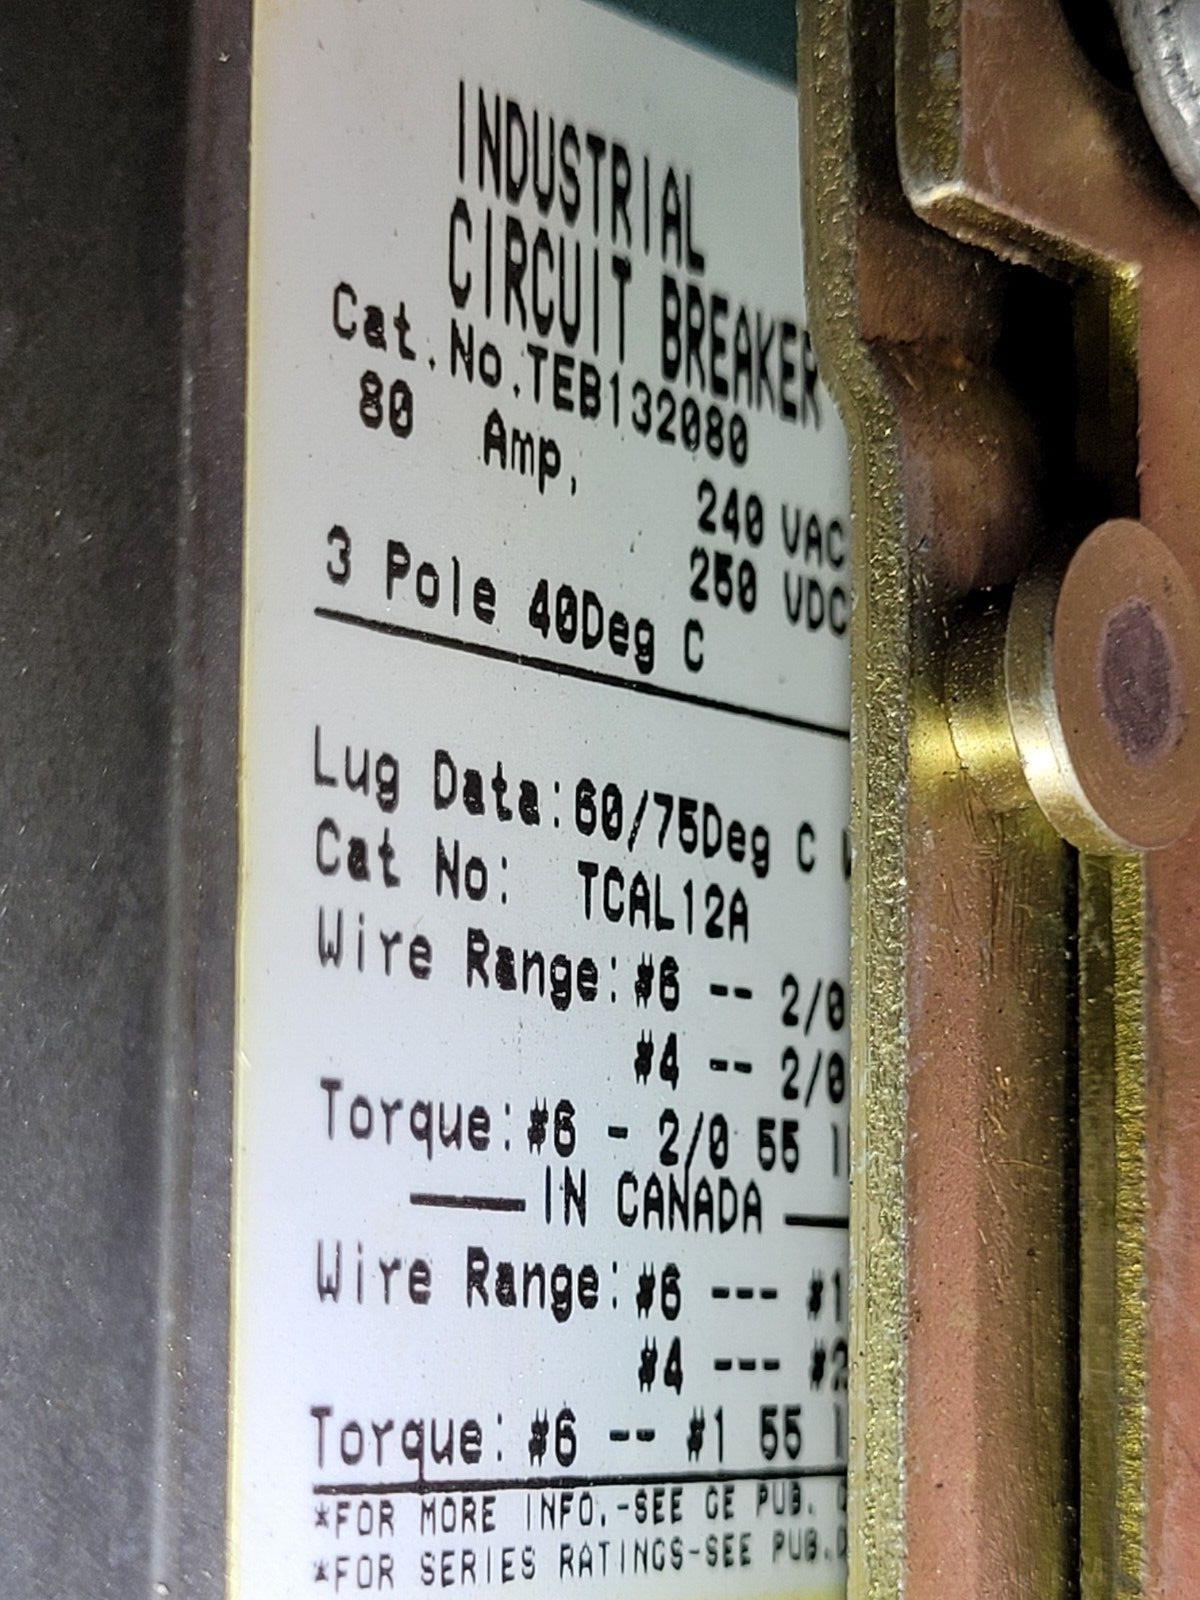 INDUSTRIAL
CIRCUIT BREAKER
Cat.No.TEB132080
80 Amp,
240 VAC
250 VDC
3 Pole 40Deg C
Lug Data:60/75Deg C
Cat No: TCAL12A
Wire Range:#6 -- 2/0
#4 -- 2/0
Torque:#6 - 2/0 55
IN CANADA
Wire Range:#6 --- #1
#4 --- #2
Torque:#6 -- #1 55
*FOR MORE INFO.-SEE GE PUB.
*FOR SERIES RATINGS-SEE PUB.